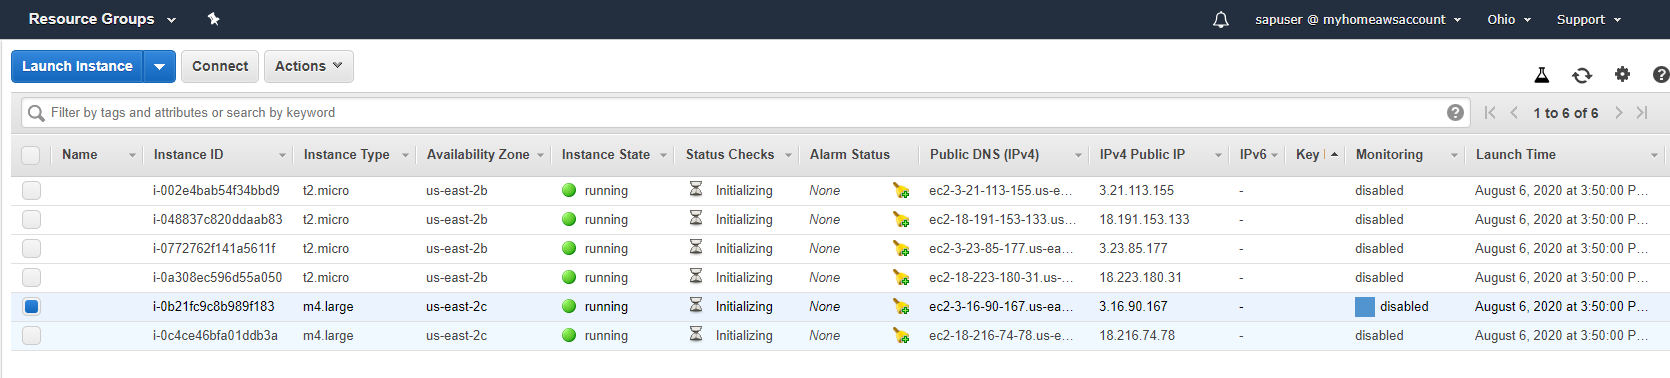 Resource Groups sapuser @ myhomeawsaccount Ohio Support
Launch Instance Connect Actions
Filter by tags and attributes or search by keyword 1 to 6 of 6
Name Instance ID Instance Type Availability Zone Instance State Status Checks Alarm Status Public DNS (IPv4) IPv4 Public IP IPv6 Key Monitoring Launch Time
i-002e4bab54f34bbd9 t2.micro us-east-2b running Initializing None ec2-3-21-113-155.us-e… 3.21.113.155 - disabled August 6, 2020 at 3:50:00 P…
i-048837c820ddaab83 t2.micro us-east-2b running Initializing None ec2-18-191-153-133.us… 18.191.153.133 - disabled August 6, 2020 at 3:50:00 P…
i-0772762f141a5611f t2.micro us-east-2b running Initializing None ec2-3-23-85-177.us-ea… 3.23.85.177 - disabled August 6, 2020 at 3:50:00 P…
i-0a308ec596d55a050 t2.micro us-east-2b running Initializing None ec2-18-223-180-31.us-… 18.223.180.31 - disabled August 6, 2020 at 3:50:00 P…
i-0b21fc9c8b989f183 m4.large us-east-2c running Initializing None ec2-3-16-90-167.us-ea… 3.16.90.167 - disabled August 6, 2020 at 3:50:00 P…
i-0c4ce46bfa01ddb3a m4.large us-east-2c running Initializing None ec2-18-216-74-78.us-e… 18.216.74.78 - disabled August 6, 2020 at 3:50:00 P…